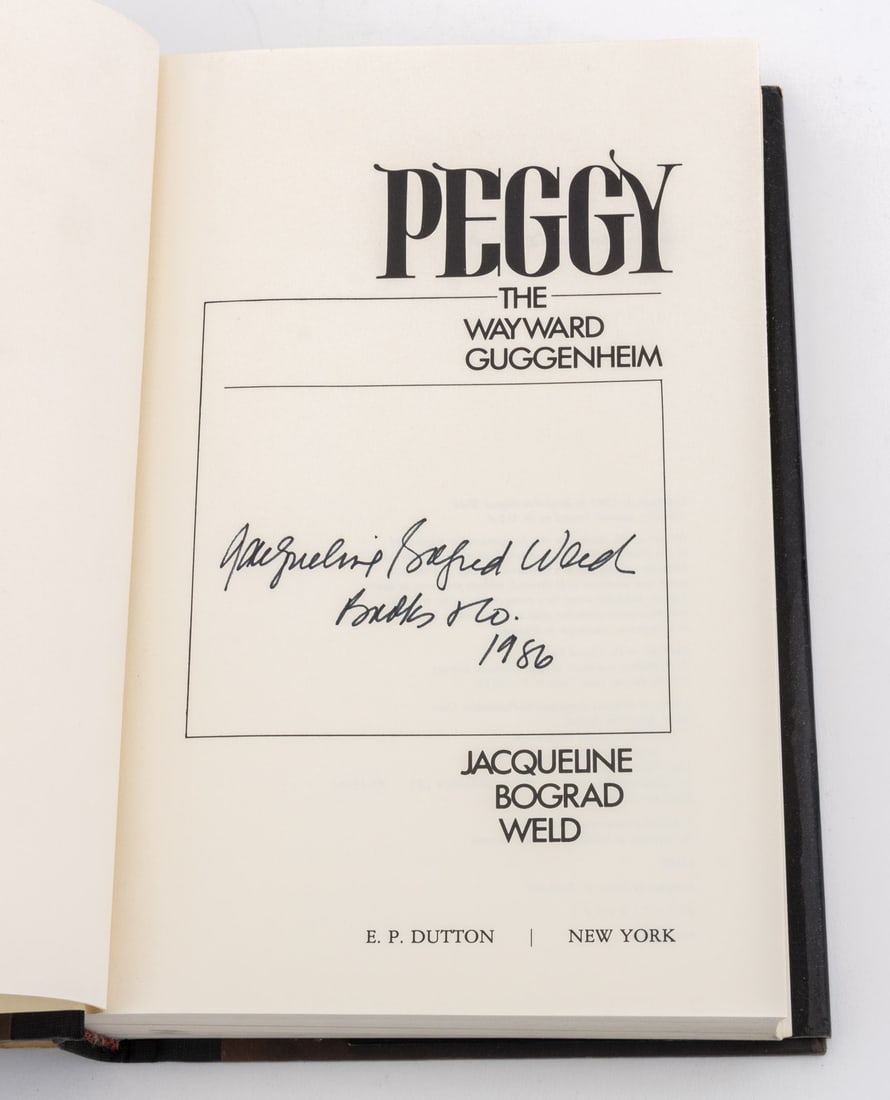 PEGGY
THE
WAYWARD
GUGGENHEIM
Jacqueline Bograd Weld
Books & Co.
1986
JACQUELINE
BOGRAD
WELD
E. P. DUTTON | NEW YORK